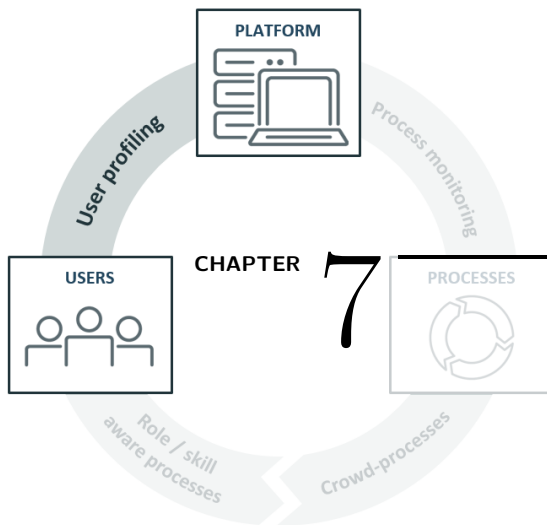 PLATFORM
User profiling
Process monitoring
USERS
CHAPTER 7
PROCESSES
Role / skill
aware processes
Crowd-processes